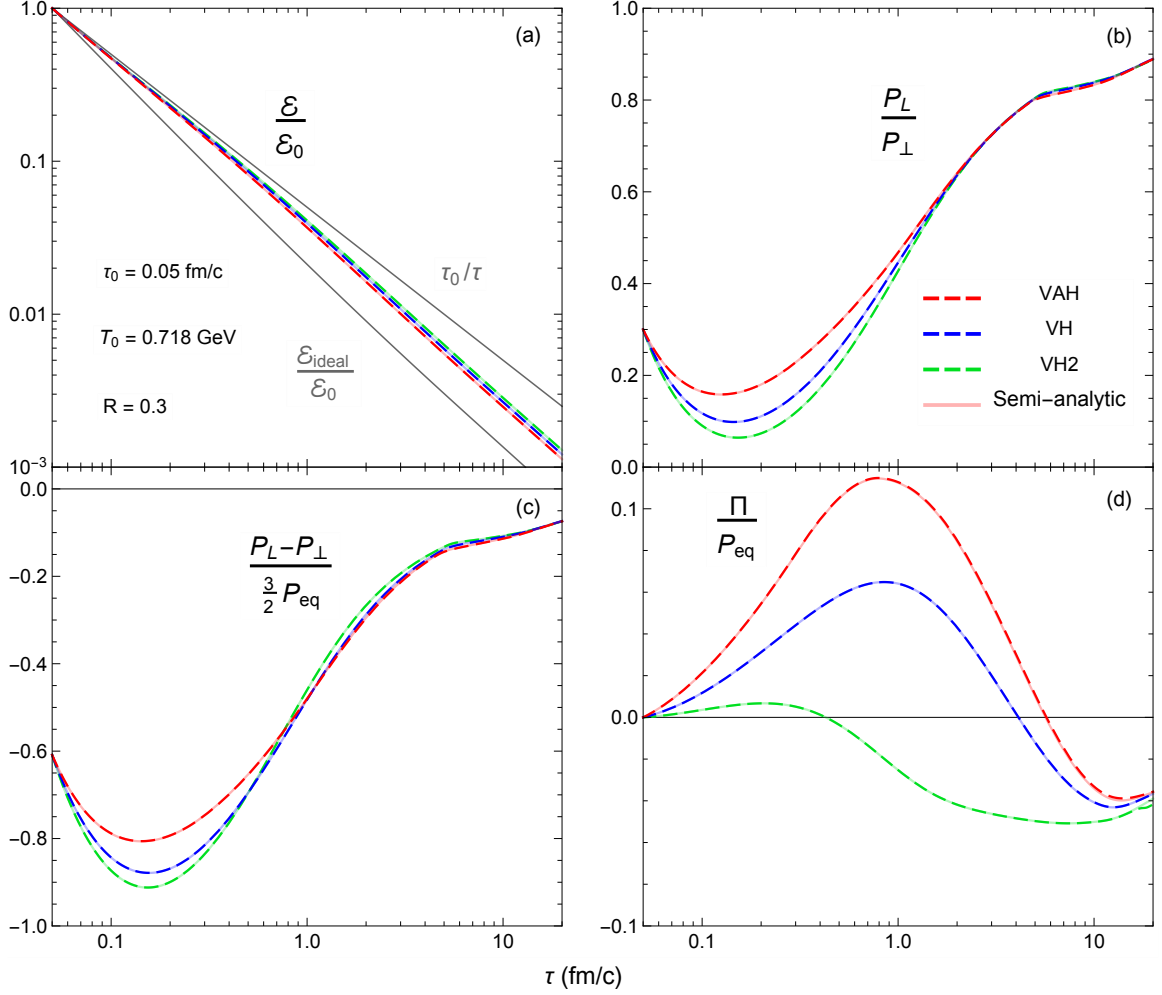 1.0
0.1
0.01
10⁻³
(a)
ℰ
ℰ₀
τ₀/τ
τ₀ = 0.05 fm/c
T₀ = 0.718 GeV
R = 0.3
ℰideal
ℰ₀
1.0
0.8
0.6
0.4
0.2
0.0
(b)
P_L
P_⊥
VAH
VH
VH2
Semi-analytic
0.0
−0.2
−0.4
−0.6
−0.8
−1.0
(c)
P_L−P_⊥
3/2 P_eq
0.1
1.0
10
0.1
0.0
−0.1
(d)
Π
P_eq
0.1
1.0
10
τ (fm/c)